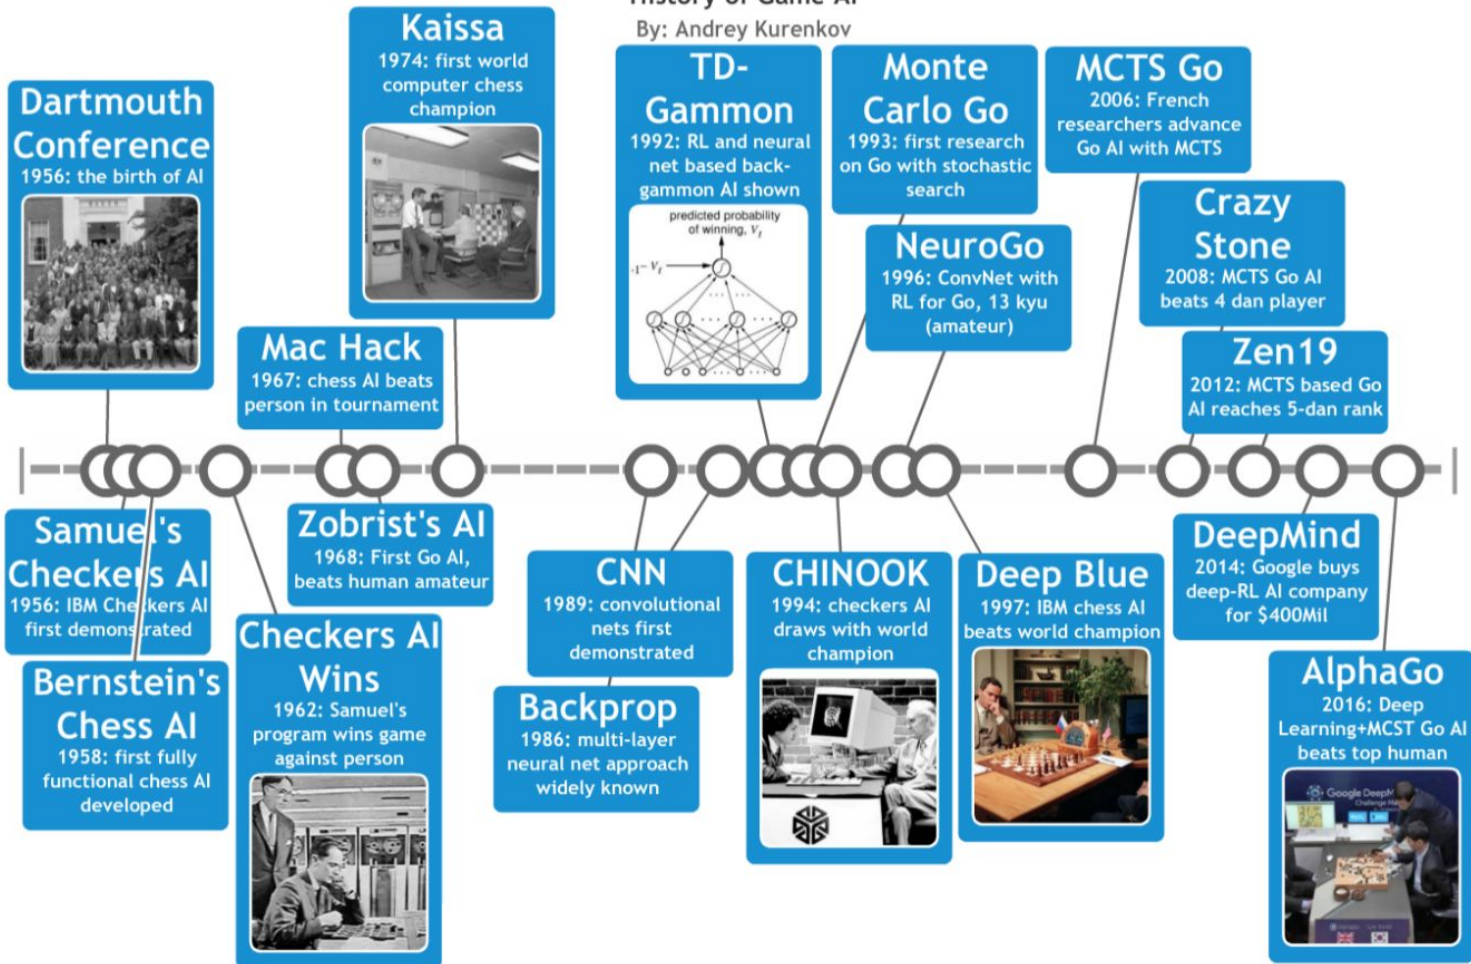 History of Game AI
By: Andrey Kurenkov
Dartmouth
Conference
1956: the birth of AI
Samuel's
Checkers AI
1956: IBM Checkers AI
first demonstrated
Bernstein's
Chess AI
1958: first fully
functional chess AI
developed
Checkers AI
Wins
1962: Samuel's
program wins game
against person
Mac Hack
1967: chess AI beats
person in tournament
Zobrist's AI
1968: First Go AI,
beats human amateur
Kaissa
1974: first world
computer chess
champion
Backprop
1986: multi-layer
neural net approach
widely known
CNN
1989: convolutional
nets first
demonstrated
TD-
Gammon
1992: RL and neural
net based back-
gammon AI shown
predicted probability
of winning, Vt
Vt
Monte
Carlo Go
1993: first research
on Go with stochastic
search
CHINOOK
1994: checkers AI
draws with world
champion
NeuroGo
1996: ConvNet with
RL for Go, 13 kyu
(amateur)
Deep Blue
1997: IBM chess AI
beats world champion
MCTS Go
2006: French
researchers advance
Go AI with MCTS
Crazy
Stone
2008: MCTS Go AI
beats 4 dan player
Zen19
2012: MCTS based Go
AI reaches 5-dan rank
DeepMind
2014: Google buys
deep-RL AI company
for $400Mil
AlphaGo
2016: Deep
Learning+MCST Go AI
beats top human
Google DeepM